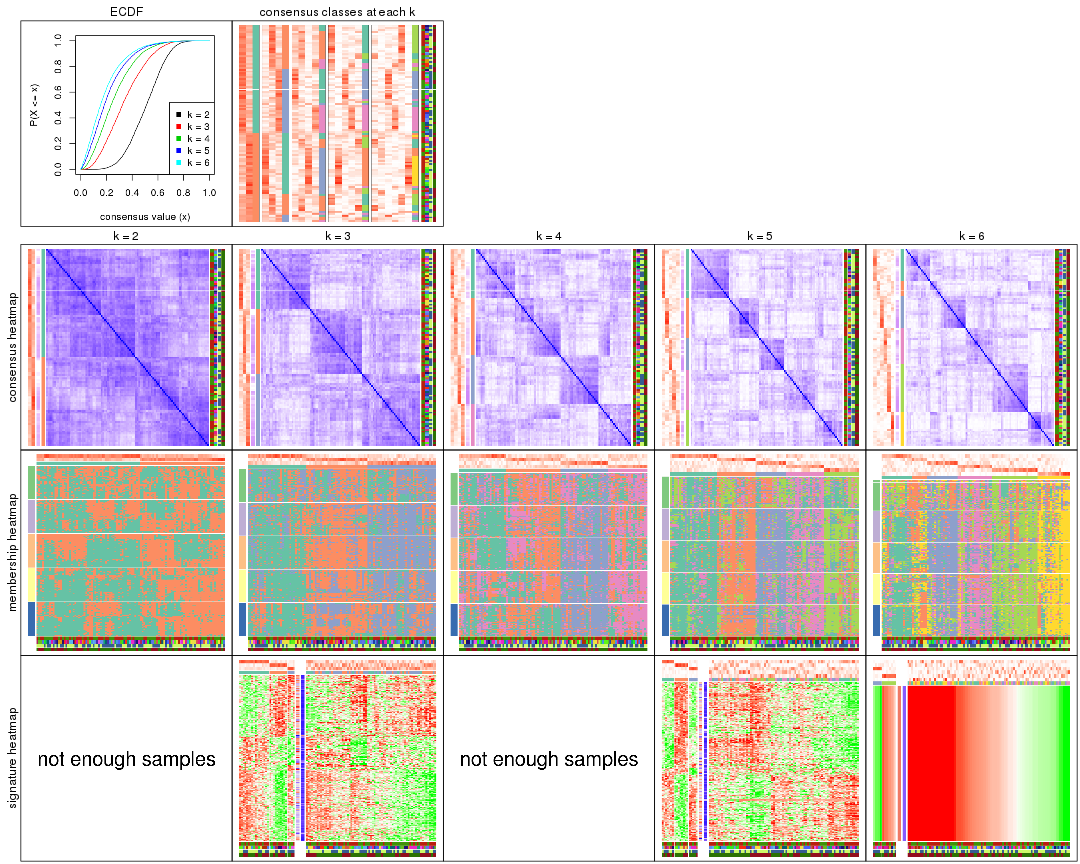 ECDF
consensus classes at each k
P(X <= x)
0.0 0.2 0.4 0.6 0.8 1.0
k = 2
k = 3
k = 4
k = 5
k = 6
0.0 0.2 0.4 0.6 0.8 1.0
consensus value (x)
k = 2
k = 3
k = 4
k = 5
k = 6
consensus heatmap
membership heatmap
signature heatmap
not enough samples
not enough samples